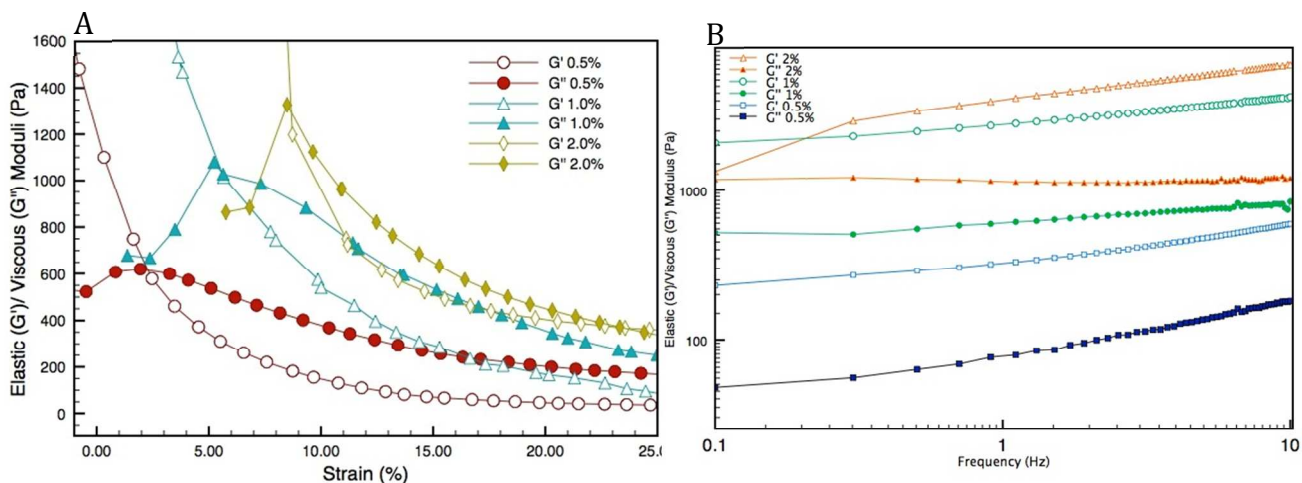 A
Elastic (G')/ Viscous (G'') Moduli (Pa)
1600
1400
1200
1000
800
600
400
200
0
G' 0.5%
G'' 0.5%
G' 1.0%
G'' 1.0%
G' 2.0%
G'' 2.0%
0.00
5.00
10.00
15.00
20.00
25.0
Strain (%)
B
Elastic (G')/Viscous (G'') Modulus (Pa)
1000
100
G' 2%
G'' 2%
G' 1%
G'' 1%
G' 0.5%
G'' 0.5%
0.1
1
10
Frequency (Hz)